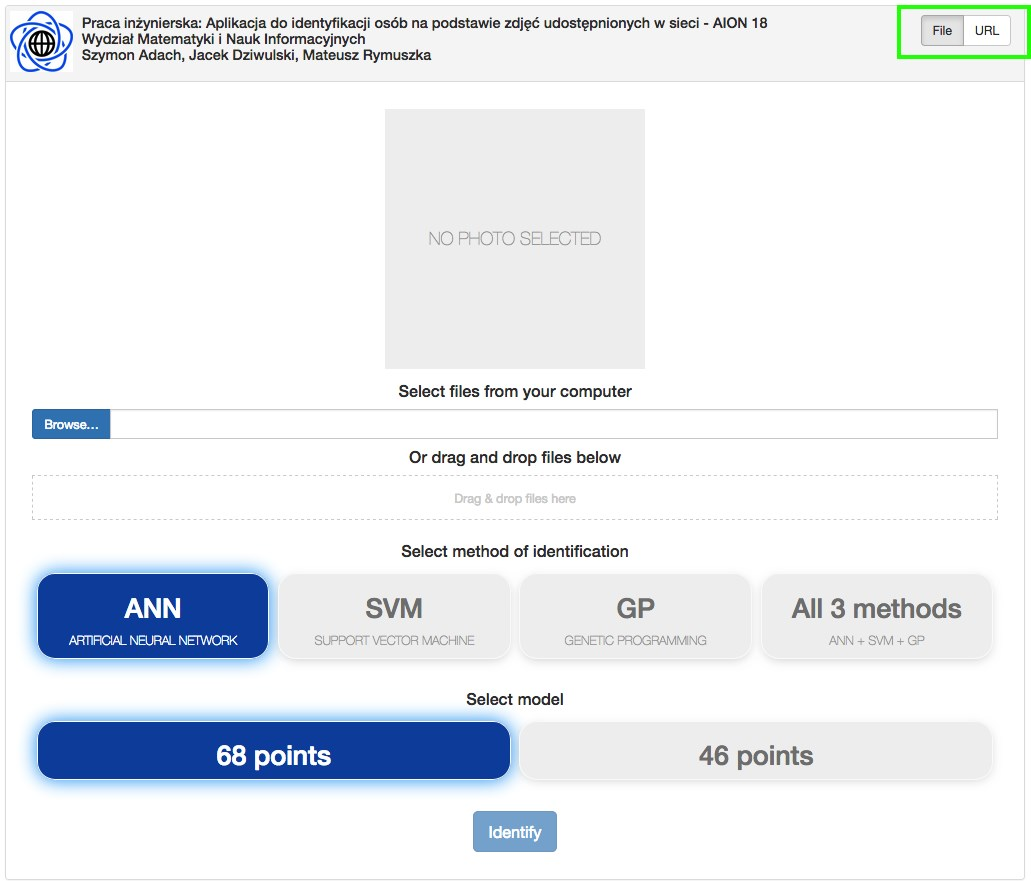 Praca inżynierska: Aplikacja do identyfikacji osób na podstawie zdjęć udostępnionych w sieci - AION 18
Wydział Matematyki i Nauk Informacyjnych
Szymon Adach, Jacek Dziwulski, Mateusz Rymuszka
File URL
NO PHOTO SELECTED
Select files from your computer
Browse...
Or drag and drop files below
Drag & drop files here
Select method of identification
ANN
ARTIFICIAL NEURAL NETWORK
SVM
SUPPORT VECTOR MACHINE
GP
GENETIC PROGRAMMING
All 3 methods
ANN + SVM + GP
Select model
68 points
46 points
Identify